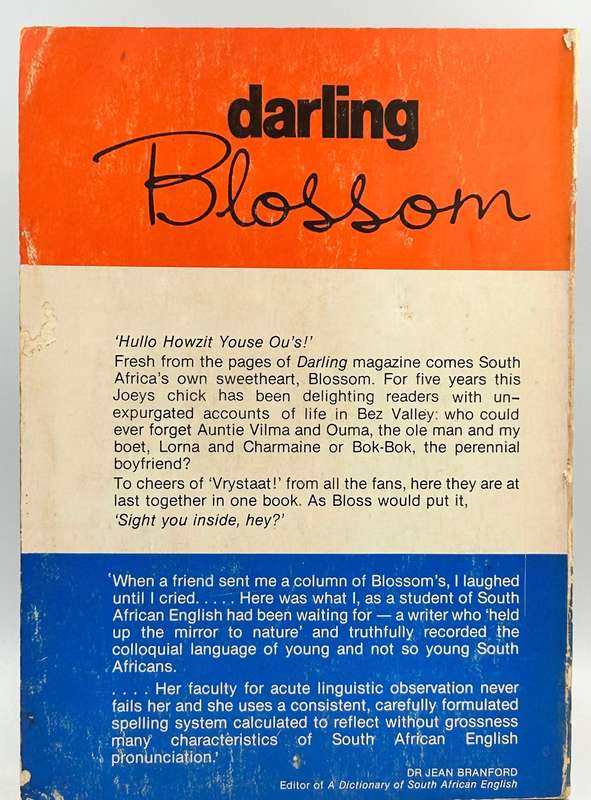 darling
Blossom
‘Hullo Howzit Youse Ou’s!’
Fresh from the pages of Darling magazine comes South
Africa’s own sweetheart, Blossom. For five years this
Joeys chick has been delighting readers with un-
expurgated accounts of life in Bez Valley: who could
ever forget Auntie Vilma and Ouma, the ole man and my
boet, Lorna and Charmaine or Bok-Bok, the perennial
boyfriend?
To cheers of ‘Vrystaat!’ from all the fans, here they are at
last together in one book. As Bloss would put it,
‘Sight you inside, hey?’
‘When a friend sent me a column of Blossom’s, I laughed
until I cried. . . . . Here was what I, as a student of South
African English had been waiting for — a writer who ‘held
up the mirror to nature’ and truthfully recorded the
colloquial language of young and not so young South
Africans.
. . . . Her faculty for acute linguistic observation never
fails her and she uses a consistent, carefully formulated
spelling system calculated to reflect without grossness
many characteristics of South African English
pronunciation.’
DR JEAN BRANFORD
Editor of A Dictionary of South African English